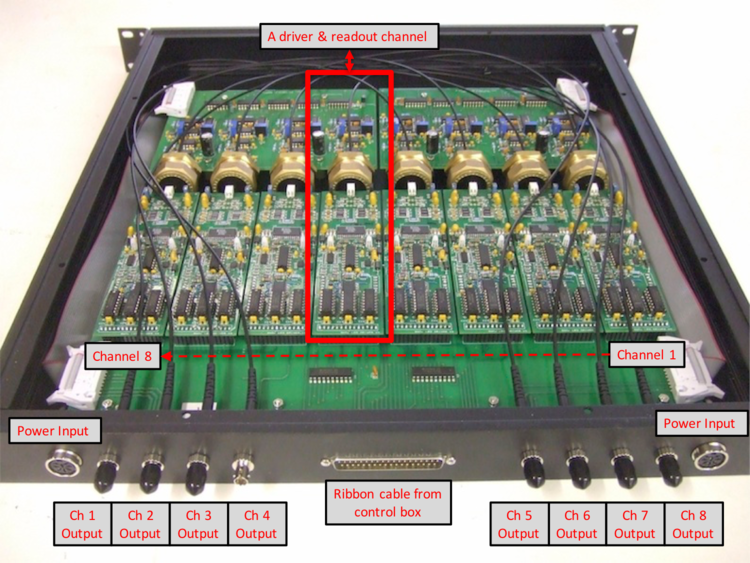 A driver & readout channel
Channel 8
Channel 1
Power Input
Power Input
Ribbon cable from
control box
Ch 1
Output
Ch 2
Output
Ch 3
Output
Ch 4
Output
Ch 5
Output
Ch 6
Output
Ch 7
Output
Ch 8
Output